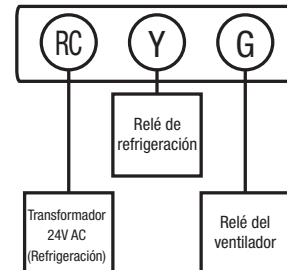 RC Y G
Relé de
refrigeración
Transformador
24V AC
(Refrigeración)
Relé del
ventilador